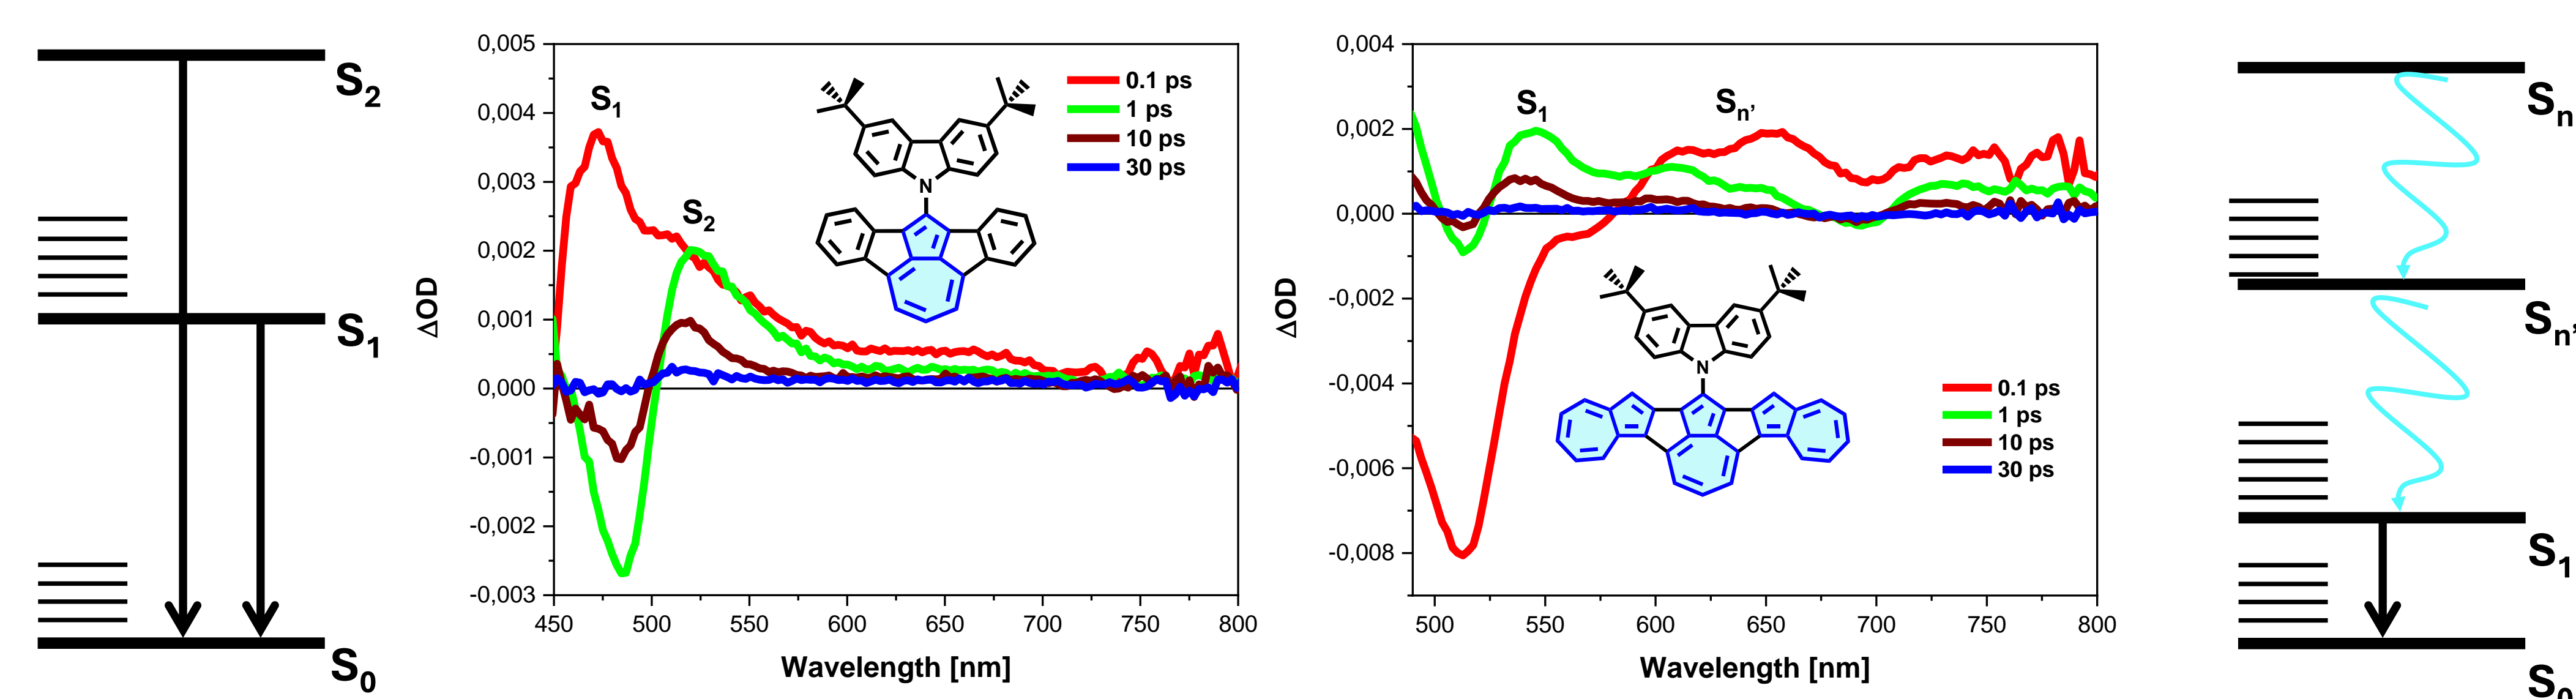 S2
S1
S0
0,005
0,004
0,003
0,002
0,001
0,000
-0,001
-0,002
-0,003
ΔOD
S1
S2
N
0.1 ps
1 ps
10 ps
30 ps
450 500 550 600 650 700 750 800
Wavelength [nm]
0,004
0,002
0,000
-0,002
-0,004
-0,006
-0,008
ΔOD
S1
Sn'
N
0.1 ps
1 ps
10 ps
30 ps
500 550 600 650 700 750 800
Wavelength [nm]
Sn
Sn'
S1
S0